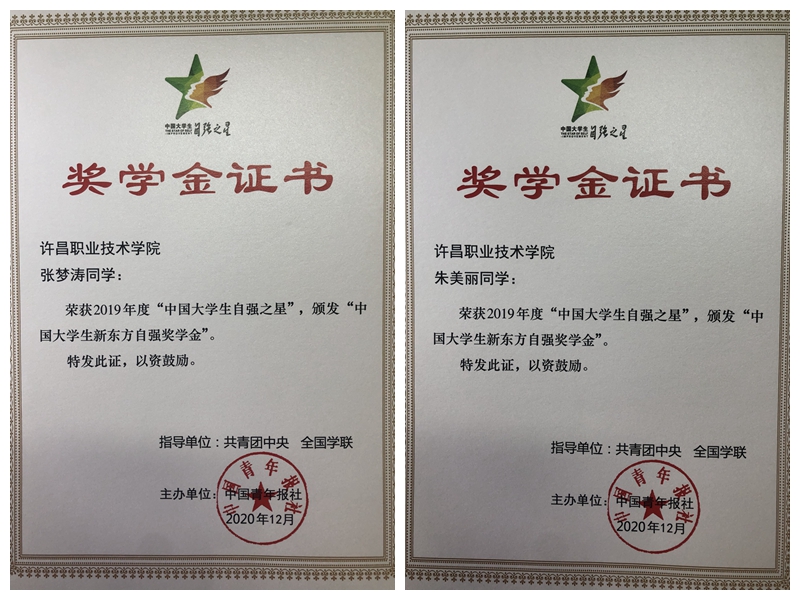 中国大学生
THE STAR OF SELF
IMPROVEMENT
自强之星
奖学金证书
许昌职业技术学院
张梦涛同学：
荣获2019年度“中国大学生自强之星”，颁发“中
国大学生新东方自强奖学金”。
特发此证，以资鼓励。
指导单位：共青团中央 全国学联
主办单位：中国青年报社
2020年12月
中国青年报社
中国大学生
THE STAR OF SELF
IMPROVEMENT
自强之星
奖学金证书
许昌职业技术学院
朱美丽同学：
荣获2019年度“中国大学生自强之星”，颁发“中
国大学生新东方自强奖学金”。
特发此证，以资鼓励。
指导单位：共青团中央 全国学联
主办单位：中国青年报社
2020年12月
中国青年报社